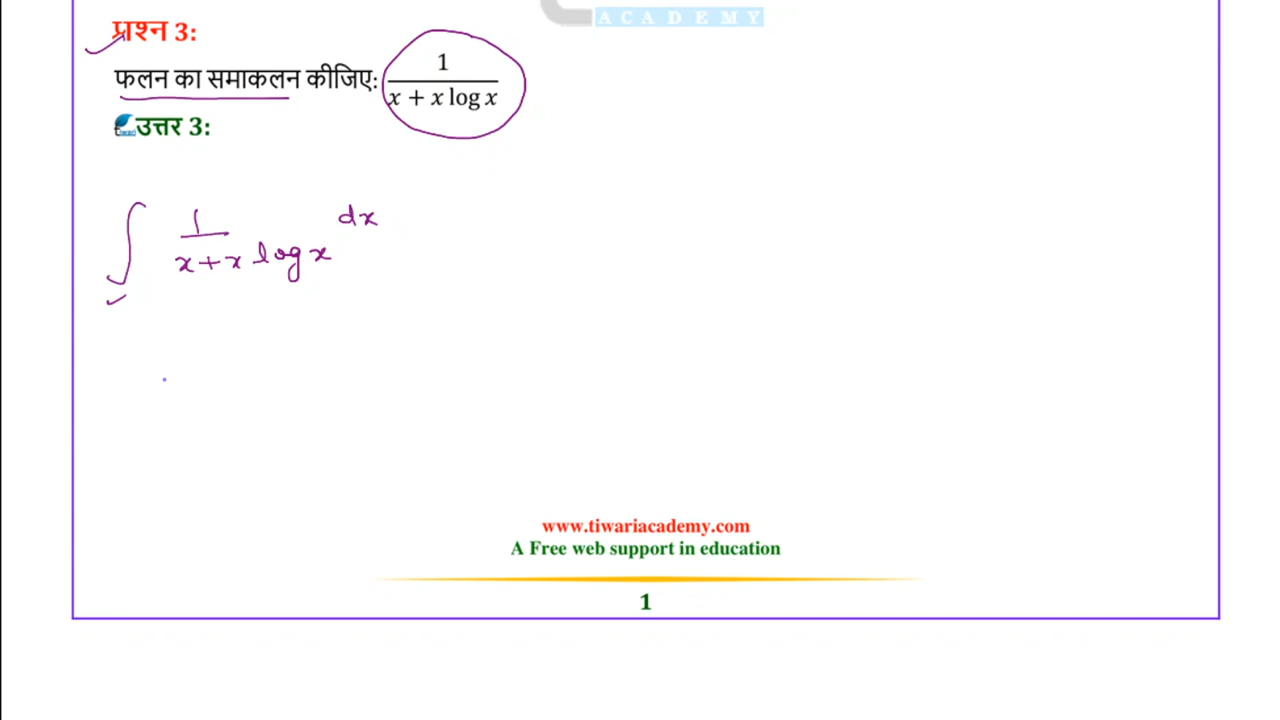 ACADEMY
प्रश्न 3:
फलन का समाकलन कीजिए: 1/(x + x log x)
उत्तर 3:
∫ 1/(x+x log x) dx
www.tiwariacademy.com
A Free web support in education
1